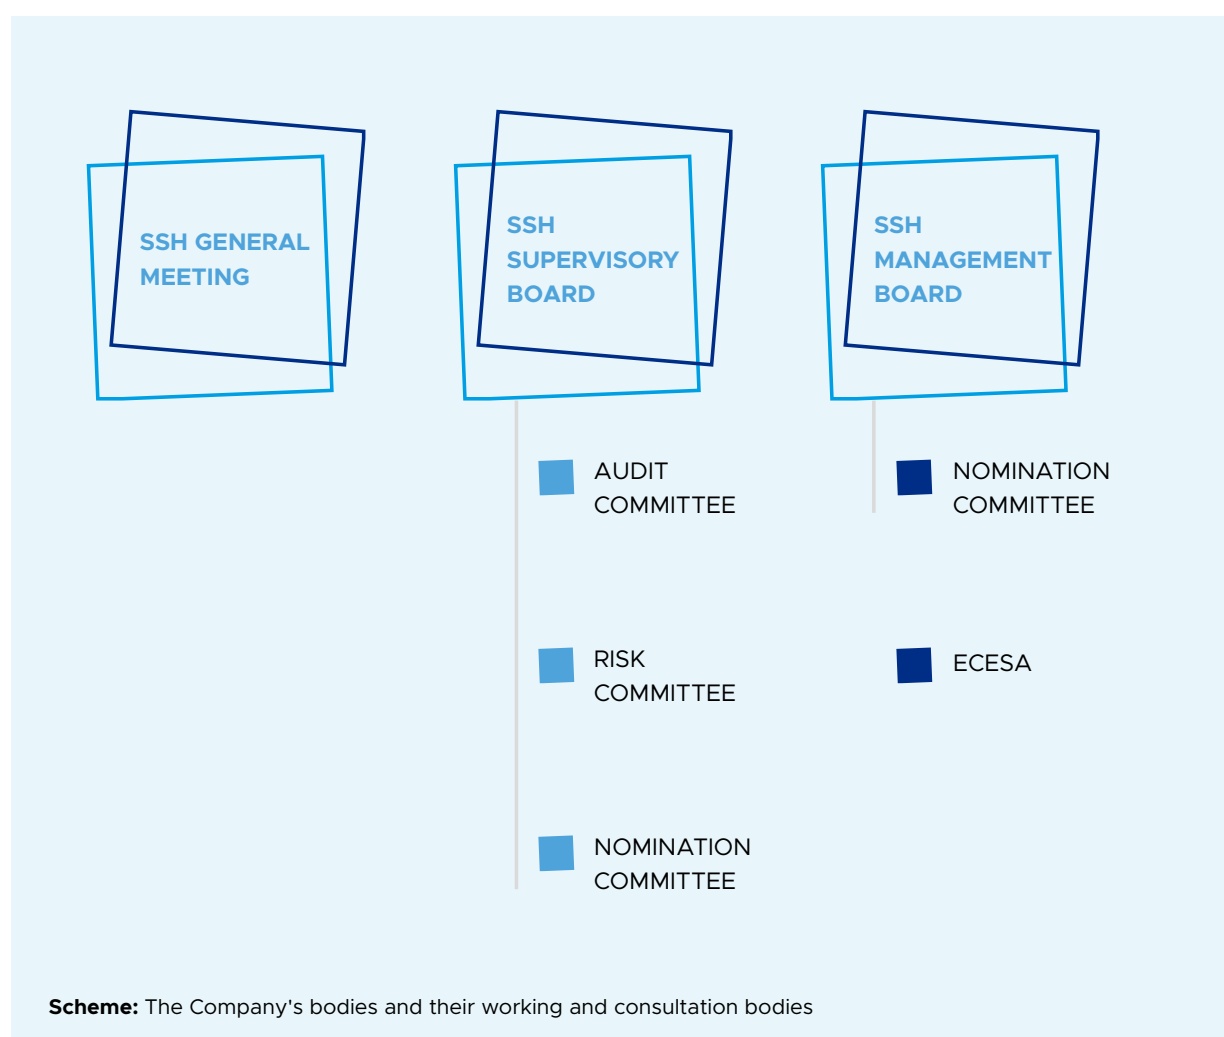 SSH GENERAL
MEETING
SSH
SUPERVISORY
BOARD
SSH
MANAGEMENT
BOARD
AUDIT
COMMITTEE
RISK
COMMITTEE
NOMINATION
COMMITTEE
NOMINATION
COMMITTEE
ECESA
Scheme: The Company's bodies and their working and consultation bodies